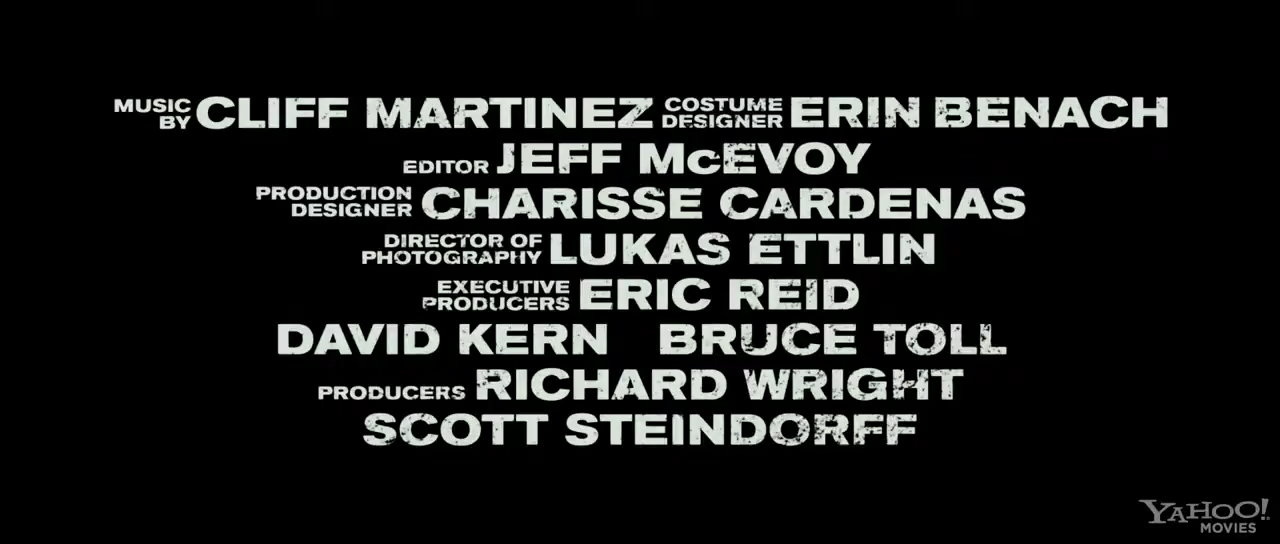 MUSIC BY CLIFF MARTINEZ COSTUME DESIGNER ERIN BENACH
EDITOR JEFF McEVOY
PRODUCTION DESIGNER CHARISSE CARDENAS
DIRECTOR OF PHOTOGRAPHY LUKAS ETTLIN
EXECUTIVE PRODUCERS ERIC REID
DAVID KERN BRUCE TOLL
PRODUCERS RICHARD WRIGHT
SCOTT STEINDORFF
YAHOO!
MOVIES